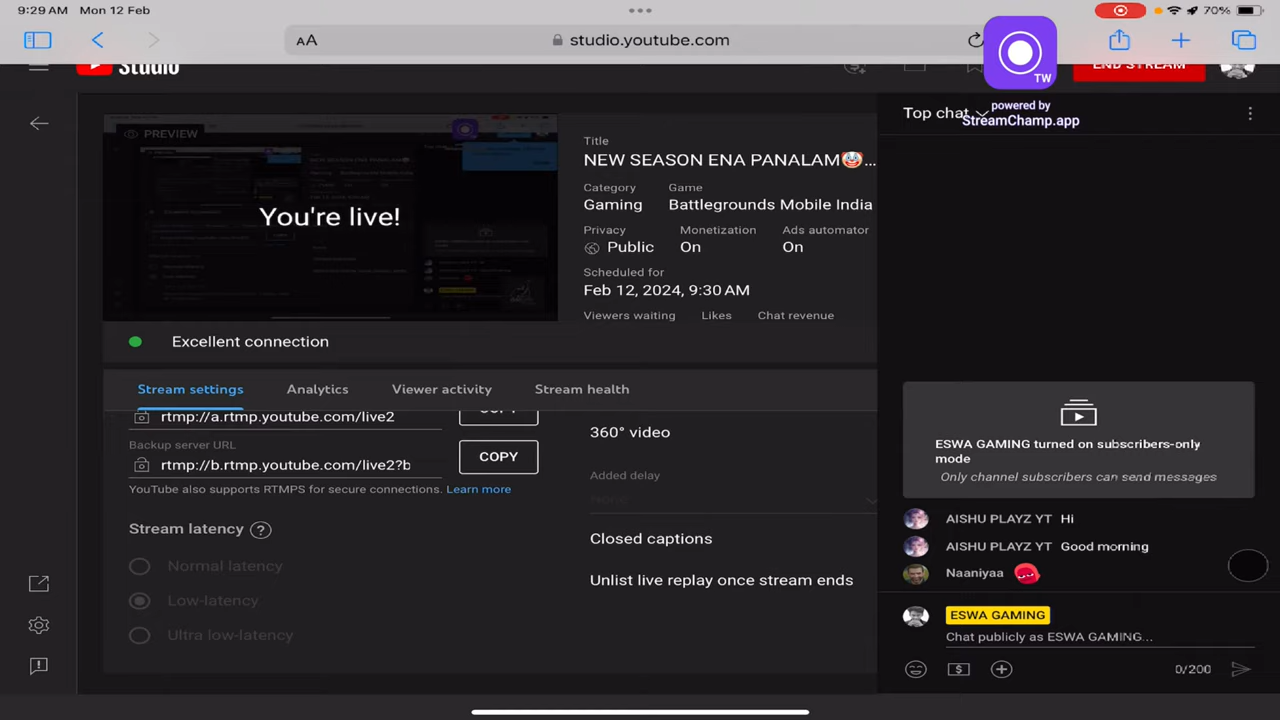 9:29 AM Mon 12 Feb
70%
AA
studio.youtube.com
TW
powered by
StreamChamp.app
Studio
END STREAM
PREVIEW
You're live!
Title
NEW SEASON ENA PANALAM🤡...
Category
Gaming
Game
Battlegrounds Mobile India
Privacy
Public
Monetization
On
Ads automator
On
Scheduled for
Feb 12, 2024, 9:30 AM
Viewers waiting
Likes
Chat revenue
Excellent connection
Stream settings
Analytics
Viewer activity
Stream health
rtmp://a.rtmp.youtube.com/live2
COPY
Backup server URL
rtmp://b.rtmp.youtube.com/live2?b
COPY
YouTube also supports RTMPS for secure connections. Learn more
Stream latency ?
Normal latency
Low-latency
Ultra low-latency
360° video
Added delay
None
Closed captions
Unlist live replay once stream ends
Top chat
ESWA GAMING turned on subscribers-only
mode
Only channel subscribers can send messages
AISHU PLAYZ YT Hi
AISHU PLAYZ YT Good morning
Naaniyaa
ESWA GAMING
Chat publicly as ESWA GAMING...
0/200